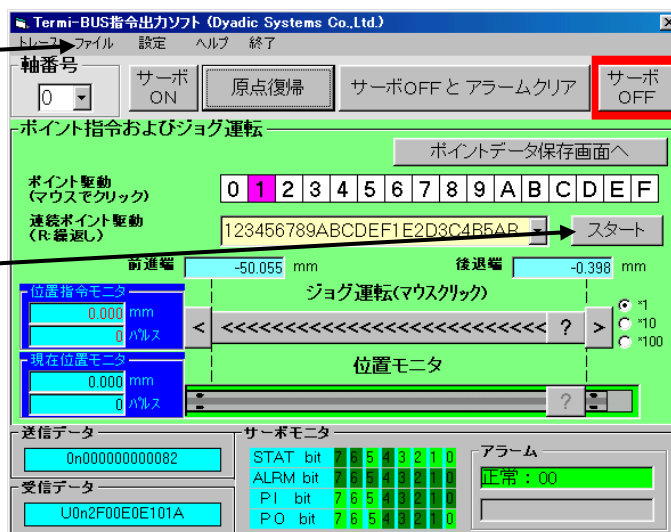 Termi-BUS指令出力ソフト (Dyadic Systems Co.,Ltd.)
トレース ファイル 設定 ヘルプ 終了
軸番号
0
サーボ
ON
原点復帰
サーボOFFと アラームクリア
サーボ
OFF
ポイント指令およびジョグ運転
ポイントデータ保存画面へ
ポイント駆動
(マウスでクリック)
0 1 2 3 4 5 6 7 8 9 A B C D E F
連続ポイント駆動
(R:繰返し)
123456789ABCDEF1E2D3C4B5AR
スタート
前進端 -50.055 mm 後退端 -0.398 mm
位置指令モニタ
0.000 mm
0 パルス
ジョグ運転(マウスクリック)
< <<<<<<<<<<<<<<<<<<<<<<<<<< ? >
*1
*10
*100
現在位置モニタ
0.000 mm
0 パルス
位置モニタ
?
送信データ
0n000000000082
受信データ
U0n2F00E0E101A
サーボモニタ
STAT bit 7 6 5 4 3 2 1 0
ALRM bit 7 6 5 4 3 2 1 0
PI bit 7 6 5 4 3 2 1 0
PO bit 7 6 5 4 3 2 1 0
アラーム
正常：00